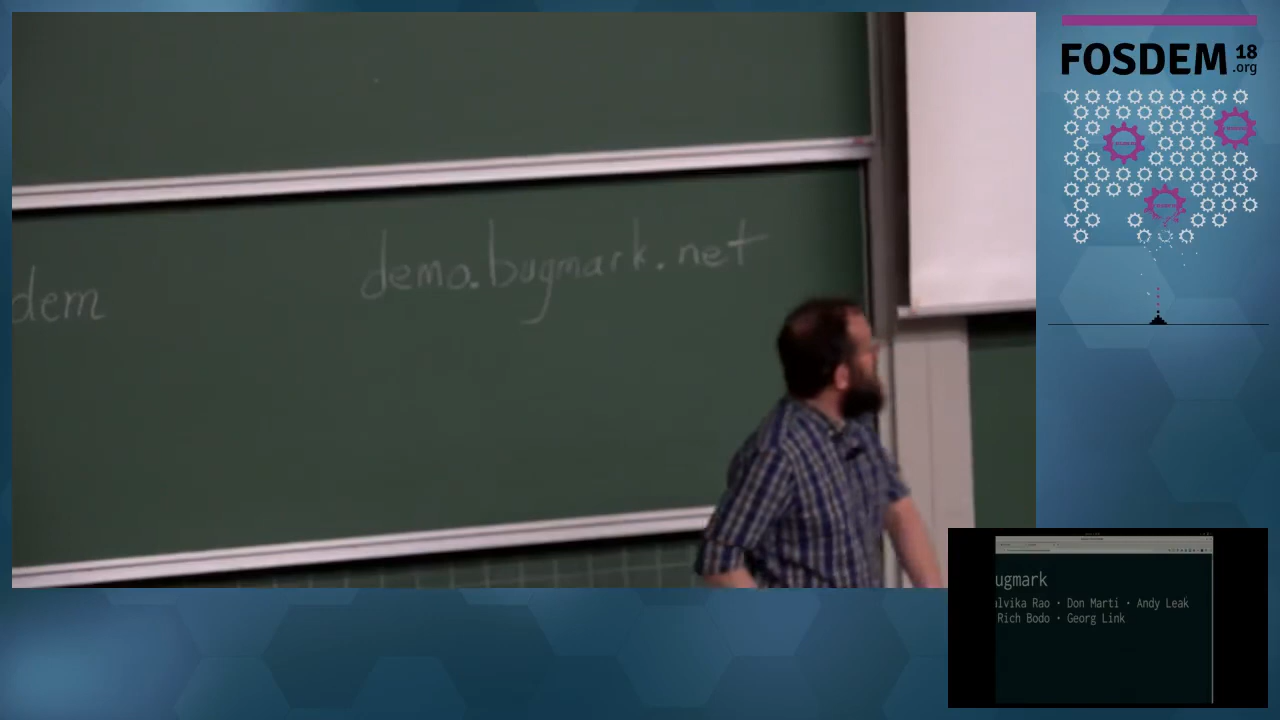 FOSDEM 18
.org
dem
demo.bugmark.net
ugmark
lvika Rao · Don Marti · Andy Leak
Rich Bodo · Georg Link